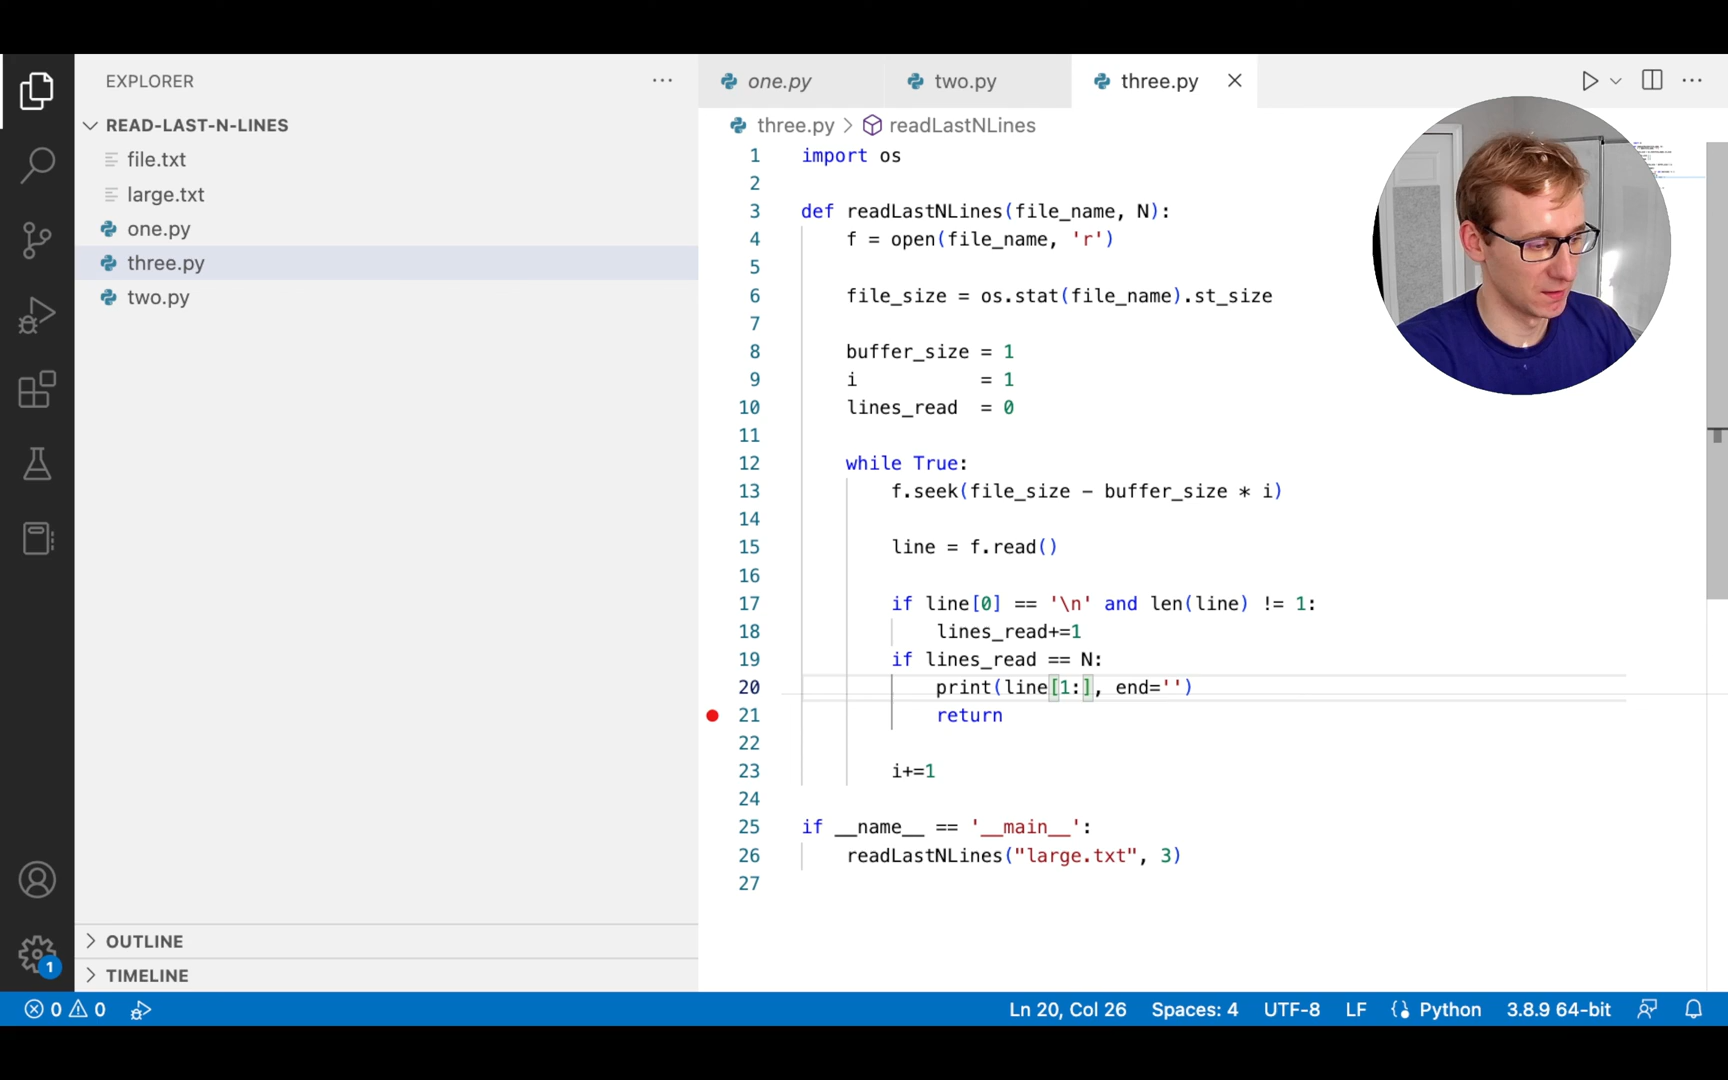 EXPLORER
READ-LAST-N-LINES
file.txt
large.txt
one.py
three.py
two.py
OUTLINE
TIMELINE
one.py two.py three.py
three.py > readLastNLines
1 import os
2
3 def readLastNLines(file_name, N):
4 f = open(file_name, 'r')
5
6 file_size = os.stat(file_name).st_size
7
8 buffer_size = 1
9 i = 1
10 lines_read = 0
11
12 while True:
13 f.seek(file_size - buffer_size * i)
14
15 line = f.read()
16
17 if line[0] == '\n' and len(line) != 1:
18 lines_read+=1
19 if lines_read == N:
20 print(line[1:], end='')
21 return
22
23 i+=1
24
25 if __name__ == '__main__':
26 readLastNLines("large.txt", 3)
27
1
0 0 Ln 20, Col 26 Spaces: 4 UTF-8 LF Python 3.8.9 64-bit